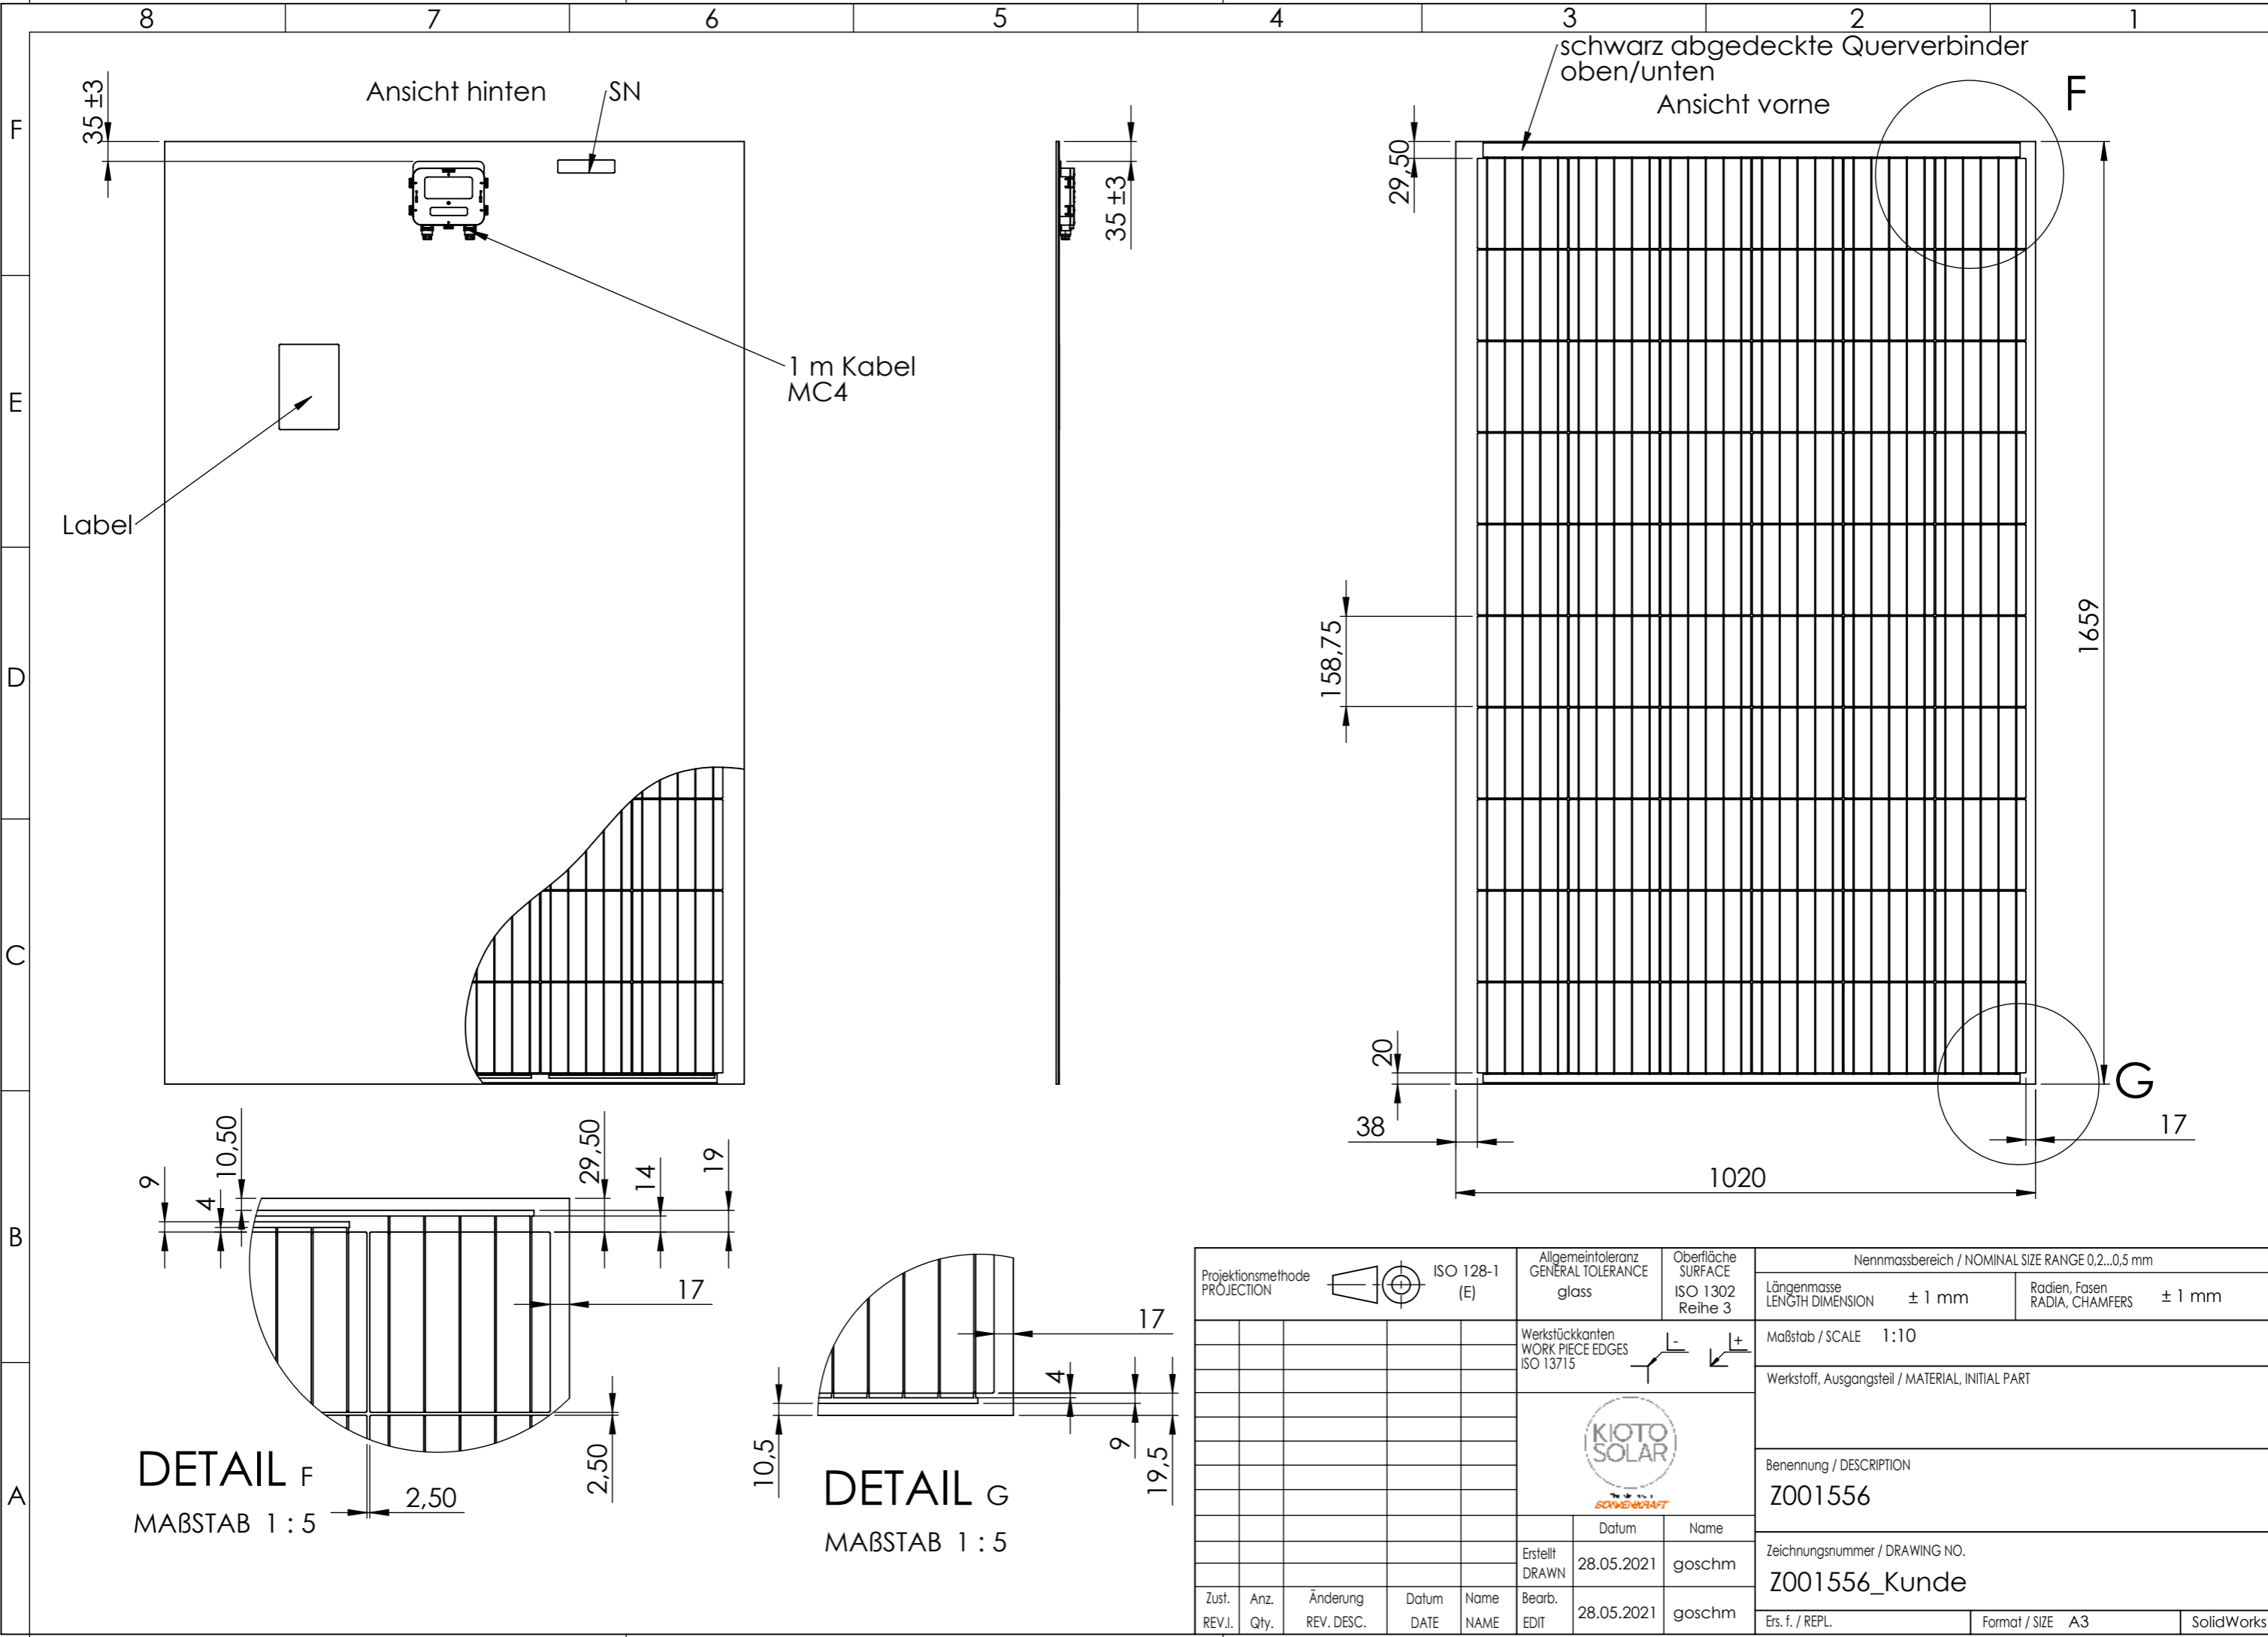 8 7 6 5 4 3 2 1
F
E
D
C
B
A
Ansicht hinten
SN
35 ±3
1 m Kabel
MC4
Label
35 ±3
schwarz abgedeckte Querverbinder
oben/unten
Ansicht vorne
F
29,50
158,75
1659
20
38
G
17
1020
9
4
10,50
29,50
14
19
17
2,50
2,50
DETAIL F
MAßSTAB 1 : 5
17
4
10,5
9
19,5
DETAIL G
MAßSTAB 1 : 5
Projektionsmethode
PROJECTION
ISO 128-1
(E)
Allgemeintoleranz
GENERAL TOLERANCE
glass
Oberfläche
SURFACE
ISO 1302
Reihe 3
Nennmassbereich / NOMINAL SIZE RANGE 0,2...0,5 mm
Längenmasse
LENGTH DIMENSION
± 1 mm
Radien, Fasen
RADIA, CHAMFERS
± 1 mm
Werkstückkanten
WORK PIECE EDGES
ISO 13715
L-
L+
Maßstab / SCALE 1:10
Werkstoff, Ausgangsteil / MATERIAL, INITIAL PART
KIOTO
SOLAR
SONNENKRAFT
Benennung / DESCRIPTION
Z001556
Datum Name
Erstellt
DRAWN
28.05.2021 goschm
Zeichnungsnummer / DRAWING NO.
Z001556_Kunde
Zust. Anz. Änderung Datum Name
REV.I. Qty. REV. DESC. DATE NAME
Bearb.
EDIT
28.05.2021 goschm
Ers. f. / REPL.
Format / SIZE A3
SolidWorks